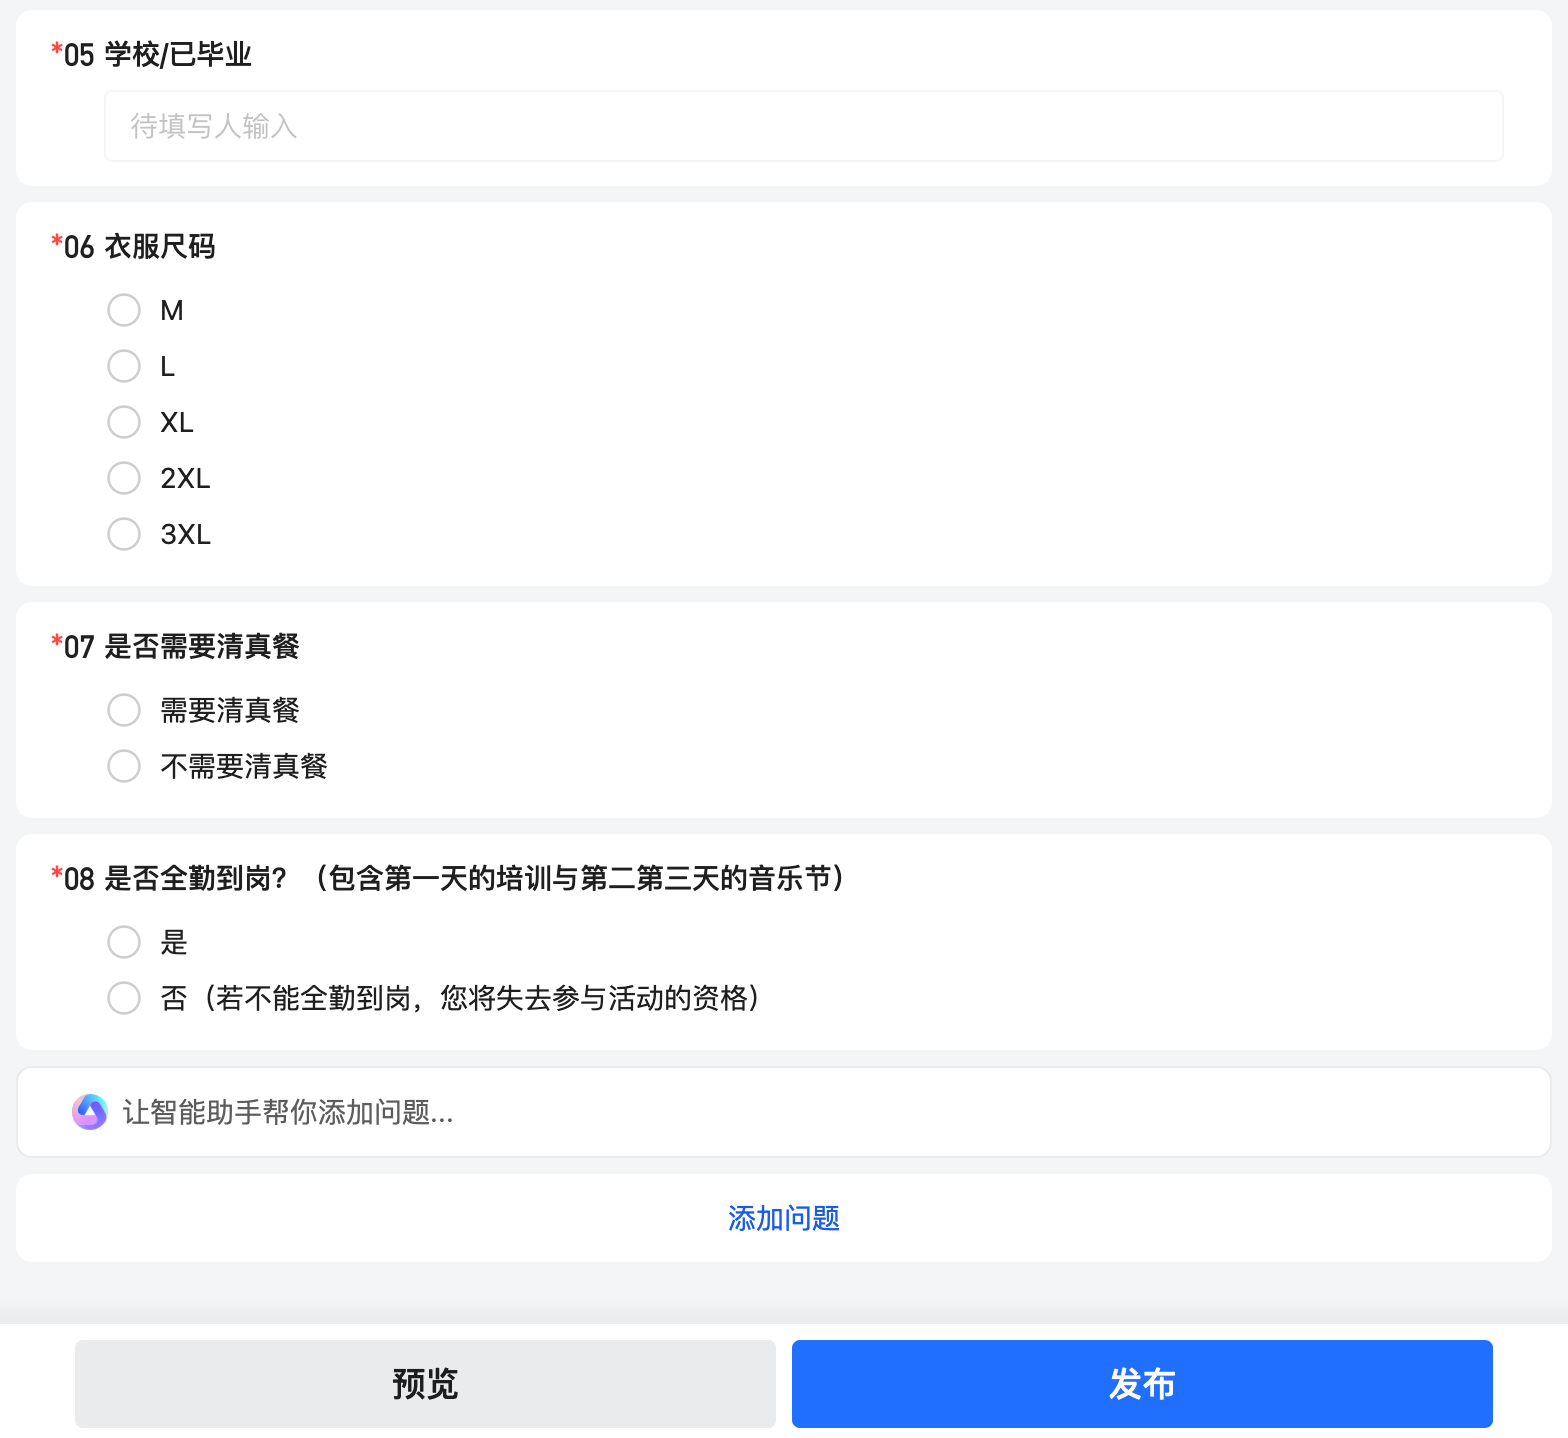 *05 学校/已毕业
待填写人输入
*06 衣服尺码
M
L
XL
2XL
3XL
*07 是否需要清真餐
需要清真餐
不需要清真餐
*08 是否全勤到岗？（包含第一天的培训与第二第三天的音乐节）
是
否（若不能全勤到岗，您将失去参与活动的资格）
让智能助手帮你添加问题...
添加问题
预览
发布